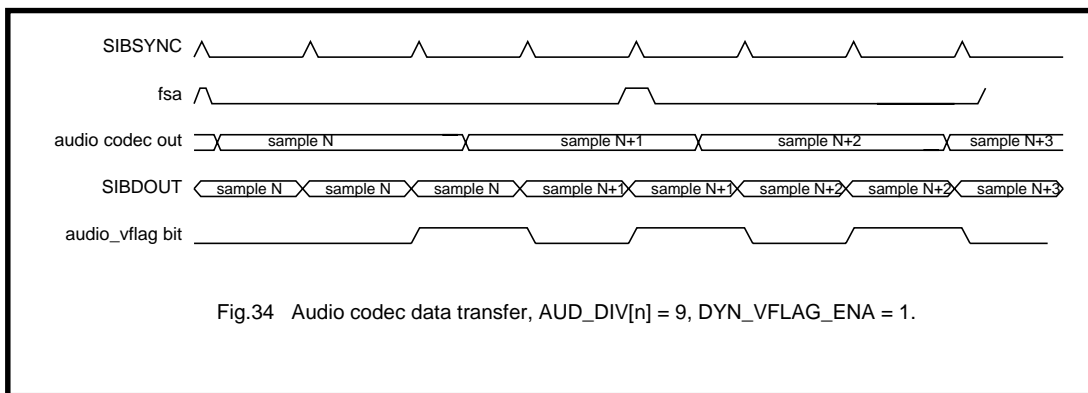 SIBSYNC
fsa
audio codec out sample N sample N+1 sample N+2 sample N+3
SIBDOUT sample N sample N sample N sample N+1 sample N+1 sample N+2 sample N+2 sample N+3
audio_vflag bit
Fig.34 Audio codec data transfer, AUD_DIV[n] = 9, DYN_VFLAG_ENA = 1.